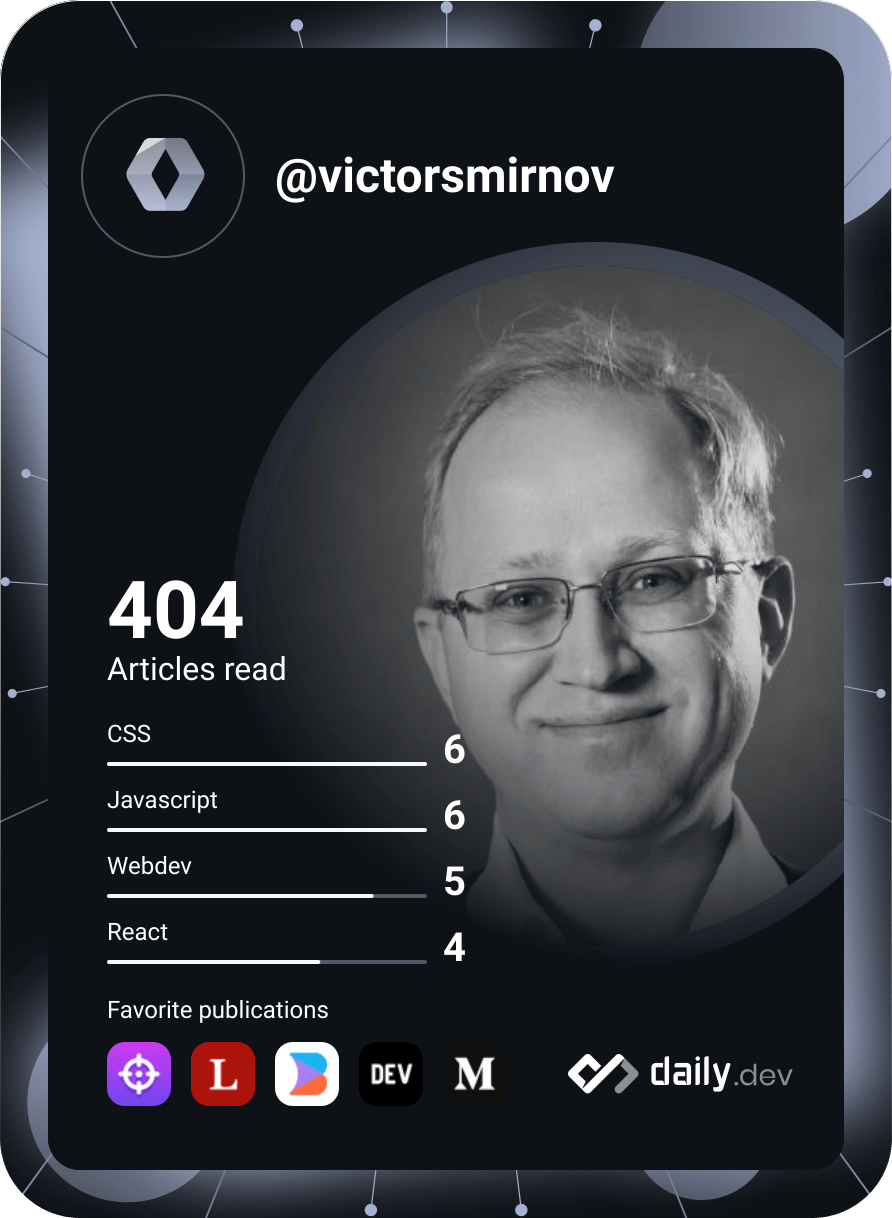 @victorsmirnov
404
Articles read
CSS
6
Javascript
6
Webdev
5
React
4
Favorite publications
L
DEV
M
daily.dev